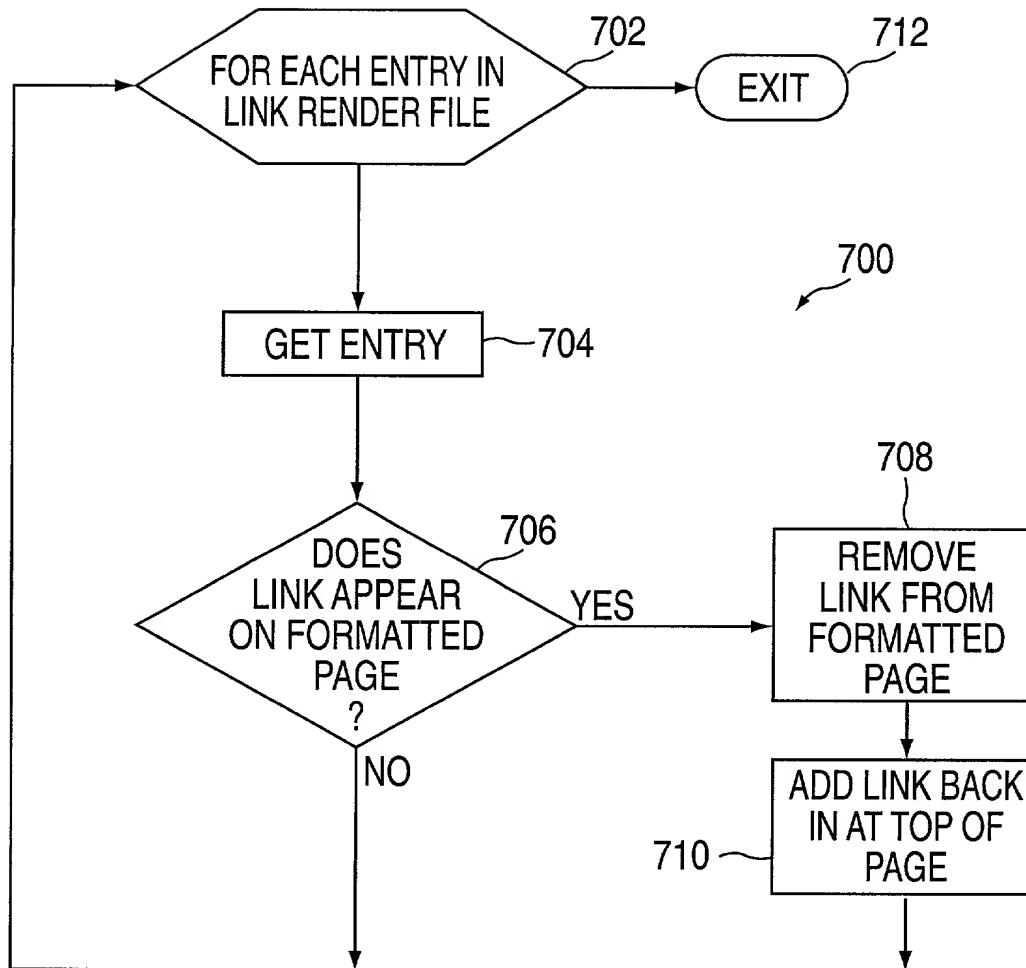 702
712
FOR EACH ENTRY IN
LINK RENDER FILE
EXIT
700
GET ENTRY
704
708
706
DOES
LINK APPEAR
ON FORMATTED
PAGE
?
YES
REMOVE
LINK FROM
FORMATTED
PAGE
NO
ADD LINK BACK
IN AT TOP OF
PAGE
710